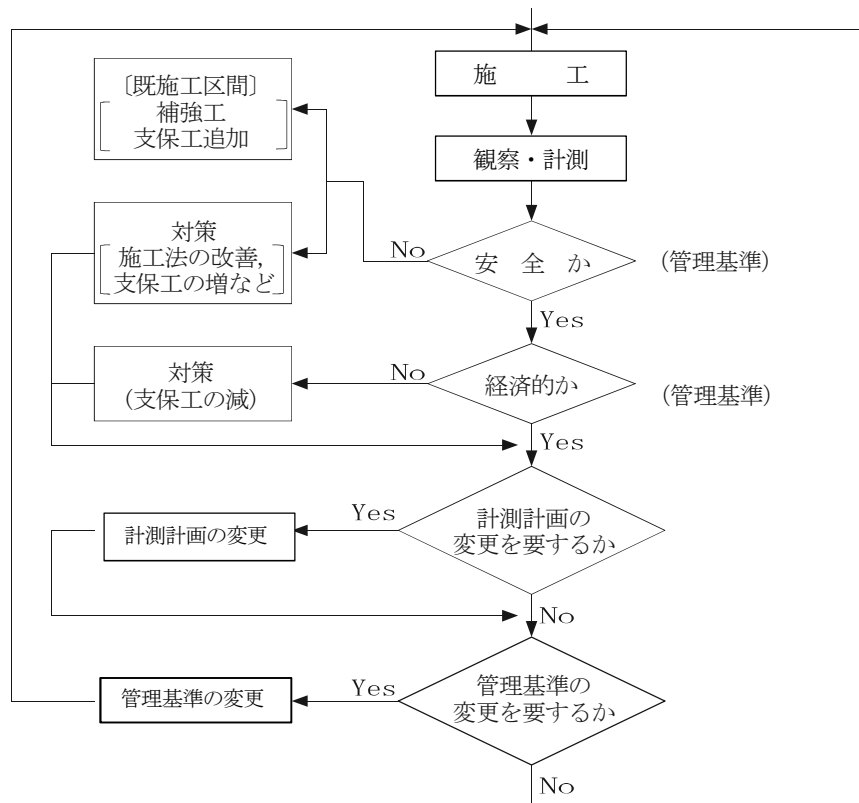 施　　工
〔既施工区間〕
補強工
支保工追加
観察・計測
対策
施工法の改善,
支保工の増など
No
安　全　か
(管理基準)
Yes
対策
(支保工の減)
No
経済的か
(管理基準)
Yes
計測計画の変更
Yes
計測計画の
変更を要するか
No
管理基準の変更
Yes
管理基準の
変更を要するか
No